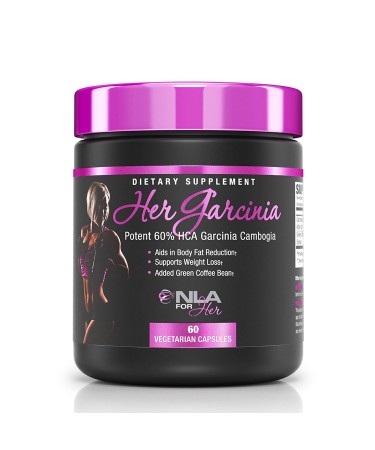 DIETARY SUPPLEMENT
Her Garcinia
Potent 60% HCA Garcinia Cambogia
• Aids in Body Fat Reduction†
• Supports Weight Loss†
• Added Green Coffee Bean†
NLA
FOR Her
60
VEGETARIAN CAPSULES